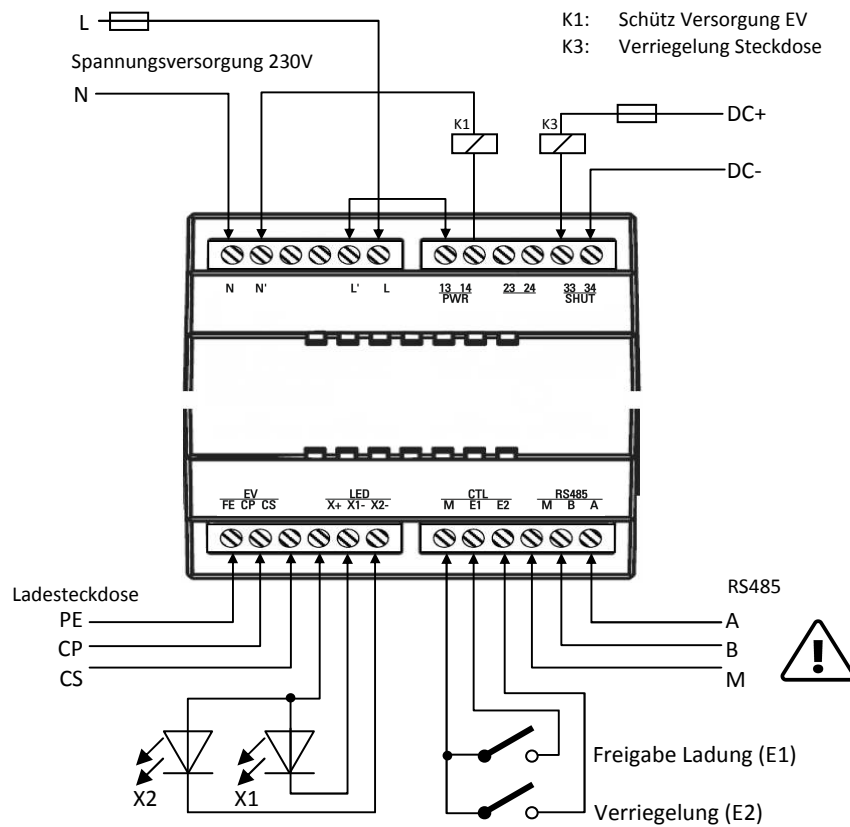 L
K1: Schütz Versorgung EV
K3: Verriegelung Steckdose
Spannungsversorgung 230V
N
K1
K3
DC+
DC-
N N' L' L
13 14 23 24 33 34
PWR SHUT
EV LED CTL RS485
FE CP CS X+ X1- X2- M E1 E2 M B A
Ladesteckdose
RS485
PE
A
CP
B
CS
M
!
X2
X1
Freigabe Ladung (E1)
Verriegelung (E2)